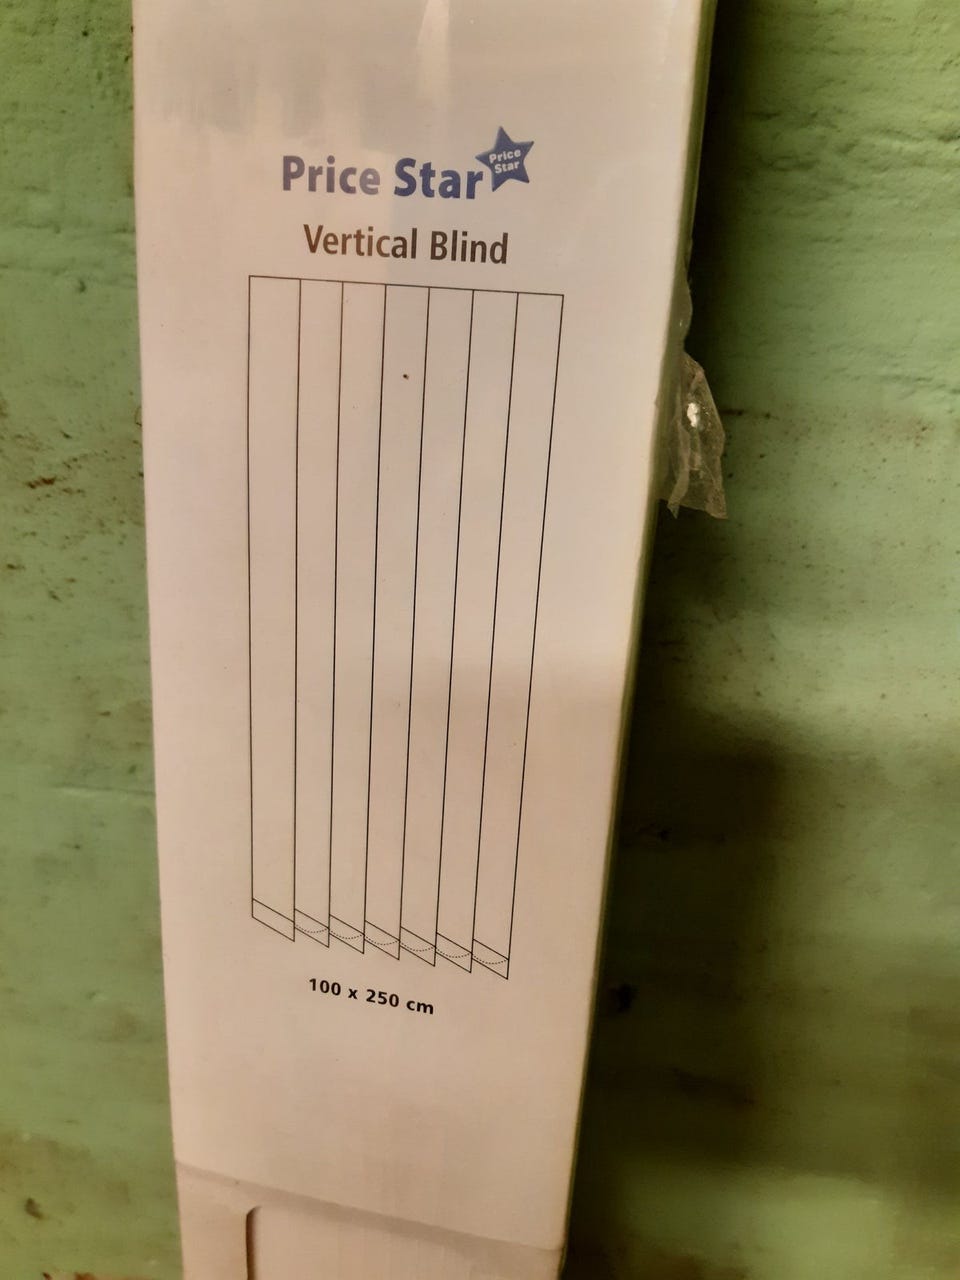 Price Star
Price
Star
Vertical Blind
100 x 250 cm